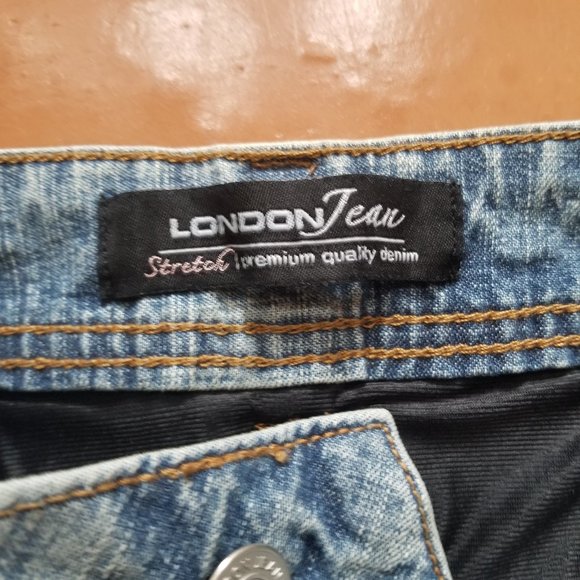 LONDON Jean
Stretch premium quality denim